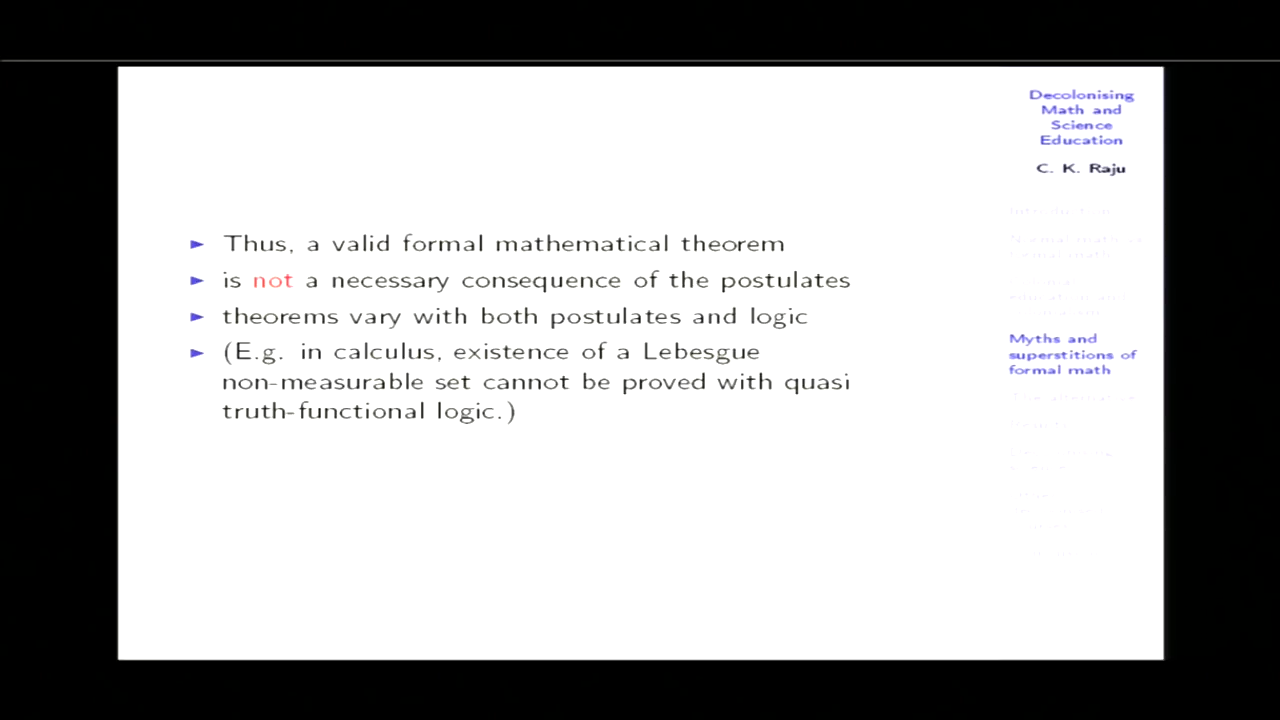 Decolonising
Math and
Science
Education
C. K. Raju
Thus, a valid formal mathematical theorem
is not a necessary consequence of the postulates
theorems vary with both postulates and logic
(E.g. in calculus, existence of a Lebesgue
non-measurable set cannot be proved with quasi
truth-functional logic.)
Myths and
superstitions of
formal math